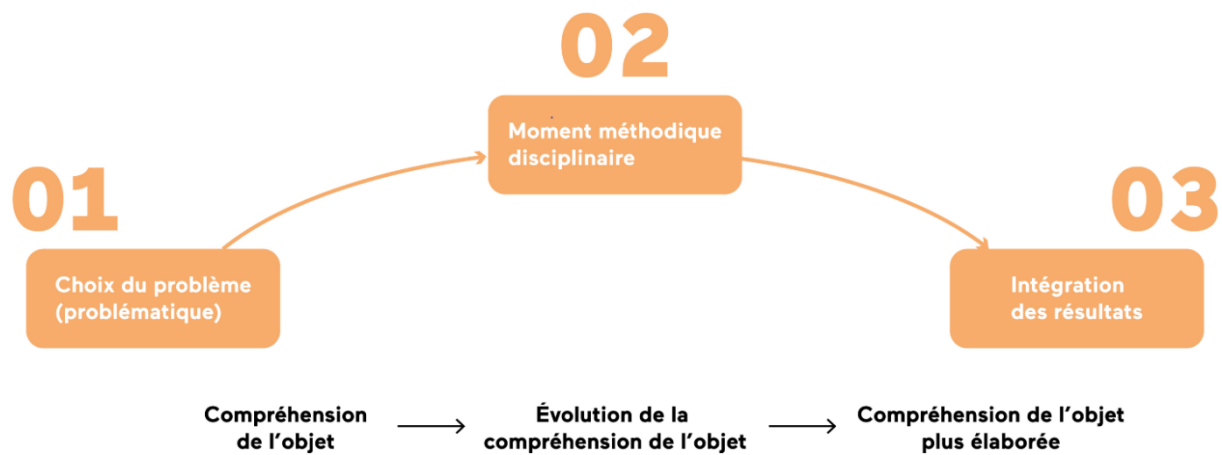 01
Choix du problème
(problématique)
02
Moment méthodique
disciplinaire
03
Intégration
des résultats
Compréhension
de l'objet
Évolution de la
compréhension de l'objet
Compréhension de l'objet
plus élaborée